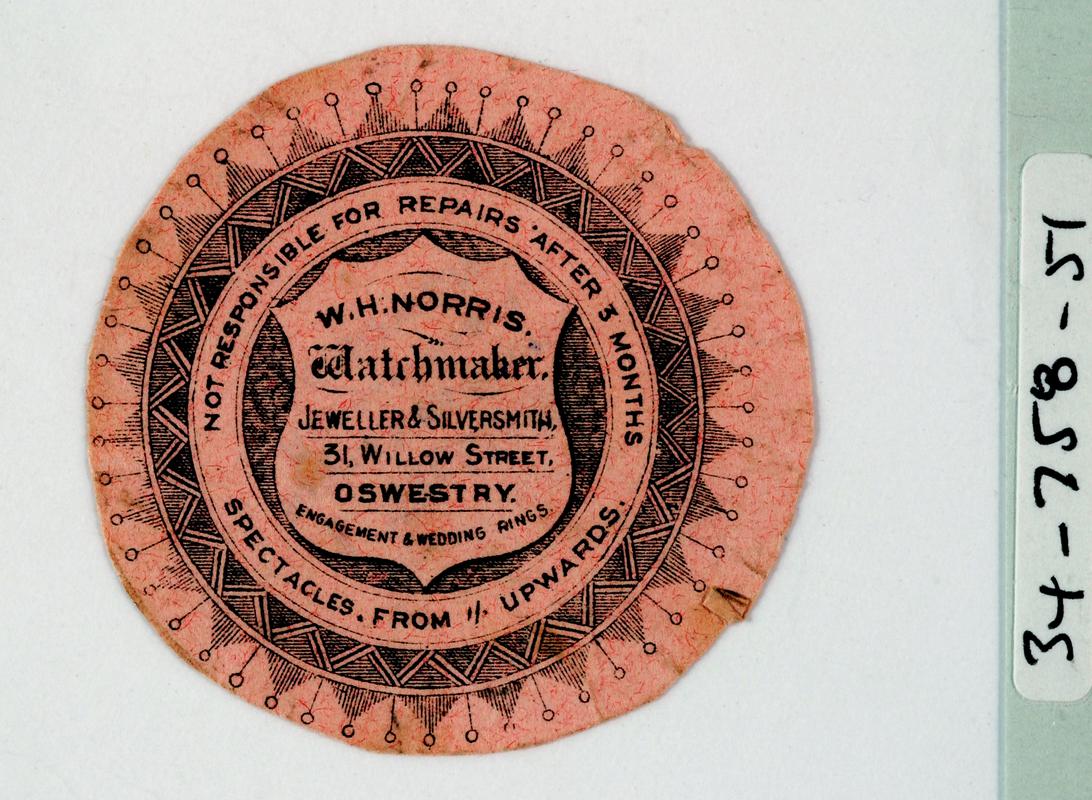 NOT RESPONSIBLE FOR REPAIRS AFTER 3 MONTHS
W.H. NORRIS.
Watchmaker.
JEWELLER & SILVERSMITH,
31, WILLOW STREET,
OSWESTRY.
ENGAGEMENT & WEDDING RINGS.
SPECTACLES. FROM 1/- UPWARDS.
34-758-51